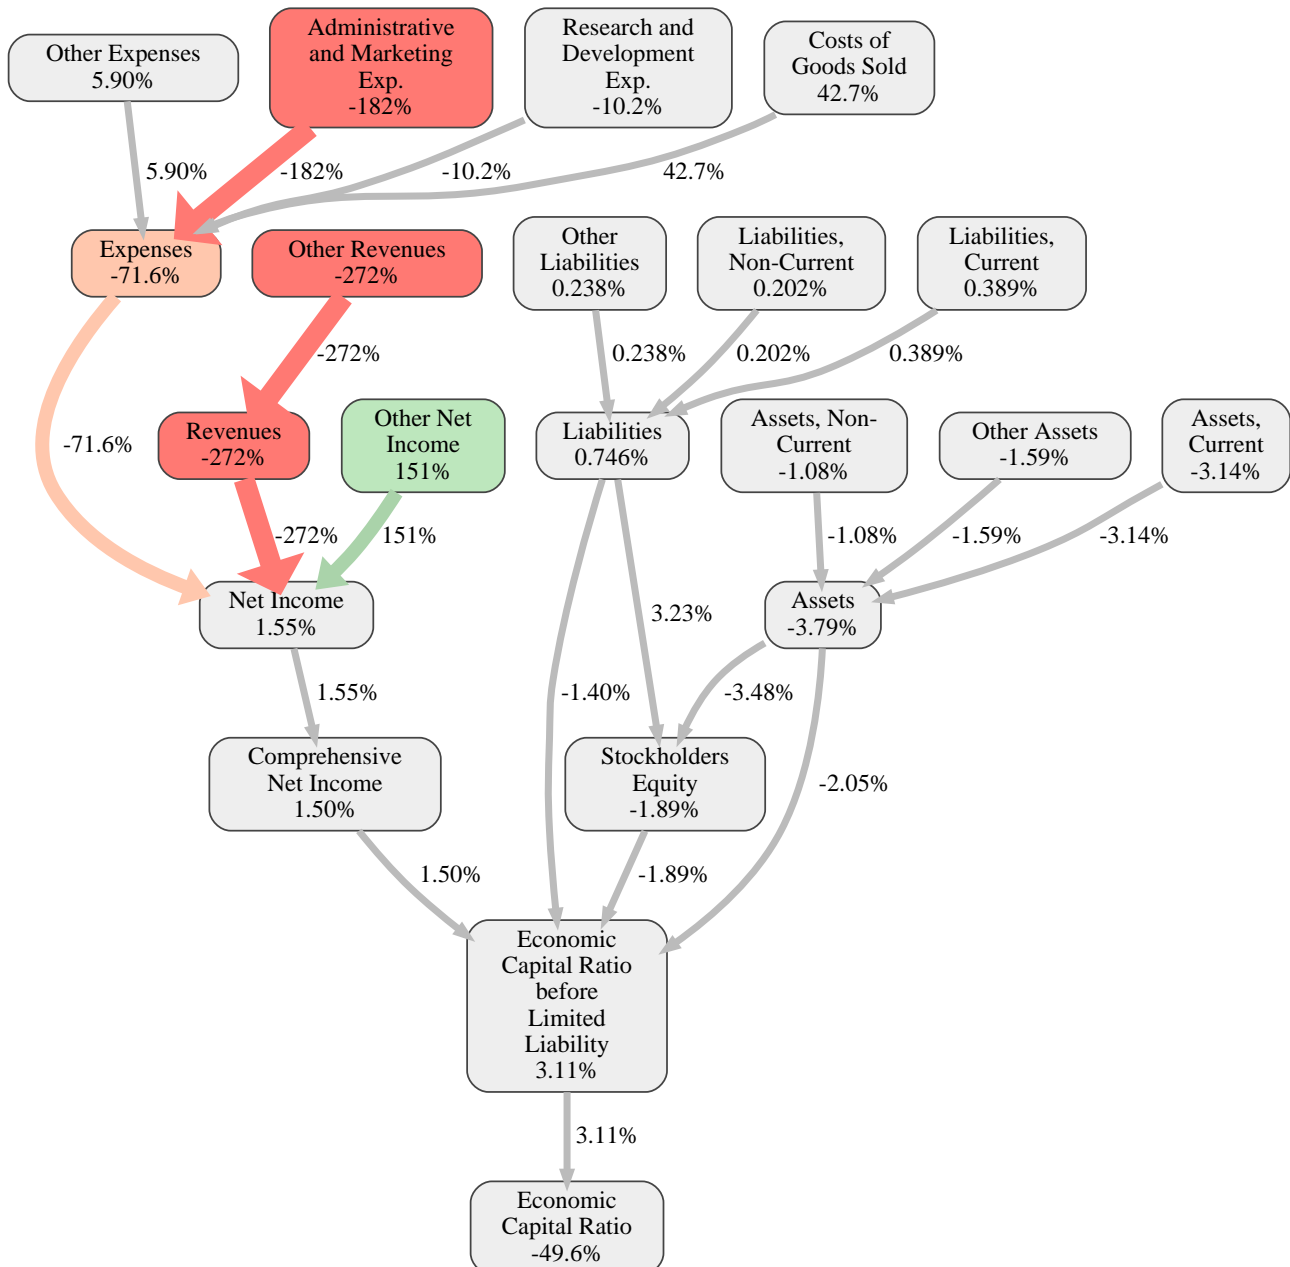 Other Expenses
5.90%
Administrative
and Marketing
Exp.
-182%
Research and
Development
Exp.
-10.2%
Costs of
Goods Sold
42.7%
5.90%
-182%
-10.2%
42.7%
Expenses
-71.6%
Other Revenues
-272%
Other
Liabilities
0.238%
Liabilities,
Non-Current
0.202%
Liabilities,
Current
0.389%
-272%
0.238%
0.202%
0.389%
-71.6%
Revenues
-272%
Other Net
Income
151%
Liabilities
0.746%
Assets, Non-
Current
-1.08%
Other Assets
-1.59%
Assets,
Current
-3.14%
-272%
151%
-1.08%
-1.59%
-3.14%
Net Income
1.55%
3.23%
Assets
-3.79%
1.55%
-1.40%
-3.48%
Comprehensive
Net Income
1.50%
Stockholders
Equity
-1.89%
-2.05%
1.50%
-1.89%
Economic
Capital Ratio
before
Limited
Liability
3.11%
3.11%
Economic
Capital Ratio
-49.6%